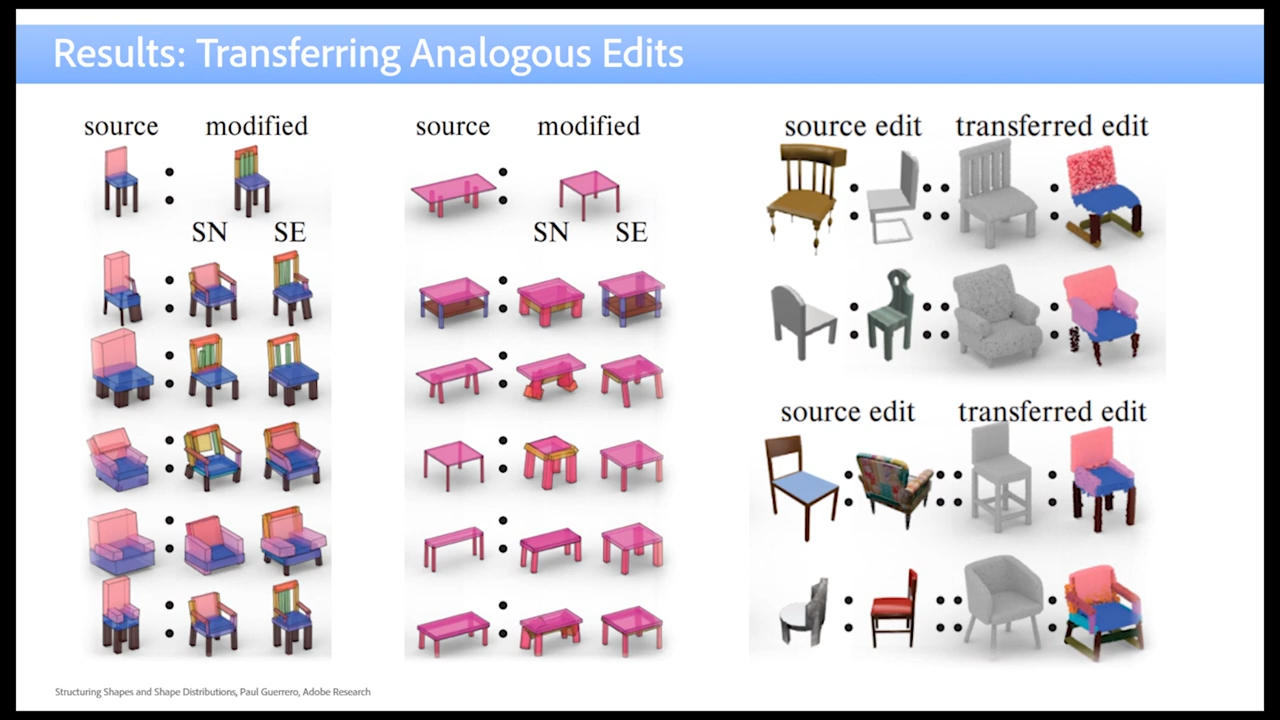 Results: Transferring Analogous Edits
source modified
SN SE
source modified
SN SE
source edit transferred edit
source edit transferred edit
Structuring Shapes and Shape Distributions, Paul Guerrero, Adobe Research